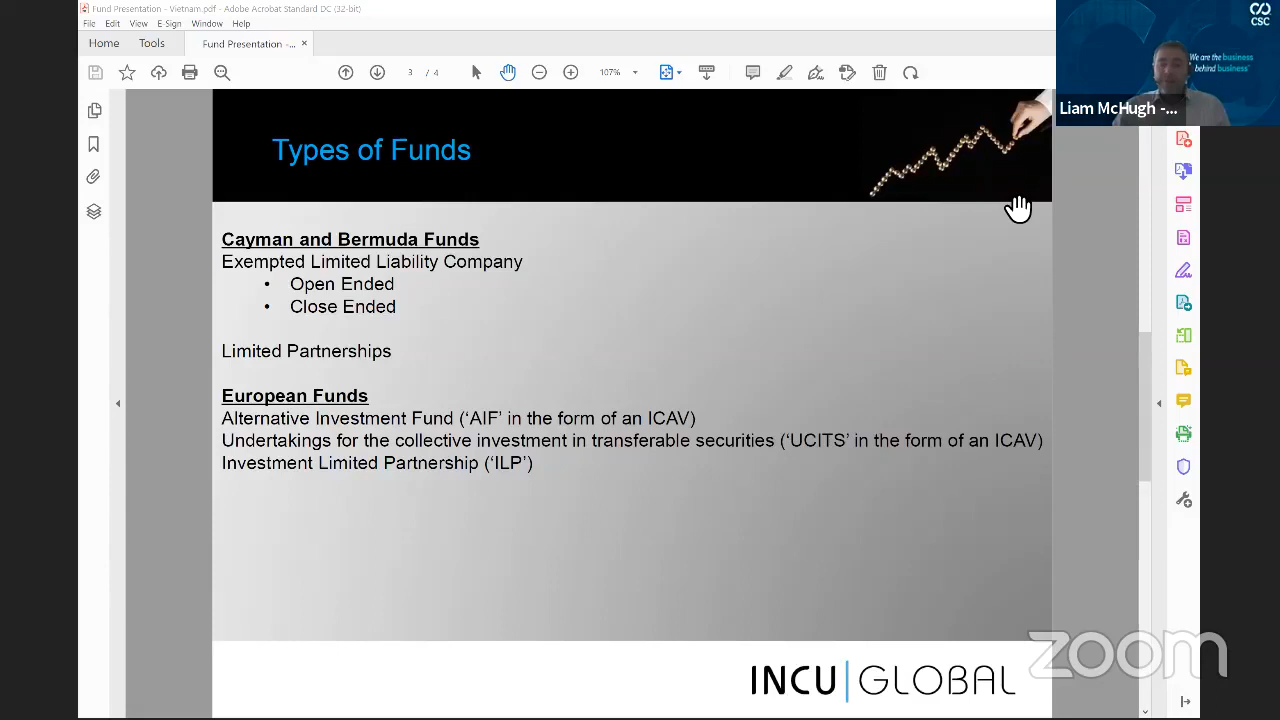 Fund Presentation - Vietnam.pdf - Adobe Acrobat Standard DC (32-bit)
File Edit View E-Sign Window Help
Home Tools Fund Presentation -... ×
3 / 4 107%
CSC
We are the business
behind business
Liam McHugh -...
Types of Funds
Cayman and Bermuda Funds
Exempted Limited Liability Company
• Open Ended
• Close Ended
Limited Partnerships
European Funds
Alternative Investment Fund (‘AIF’ in the form of an ICAV)
Undertakings for the collective investment in transferable securities (‘UCITS’ in the form of an ICAV)
Investment Limited Partnership (‘ILP’)
zoom
INCU | GLOBAL